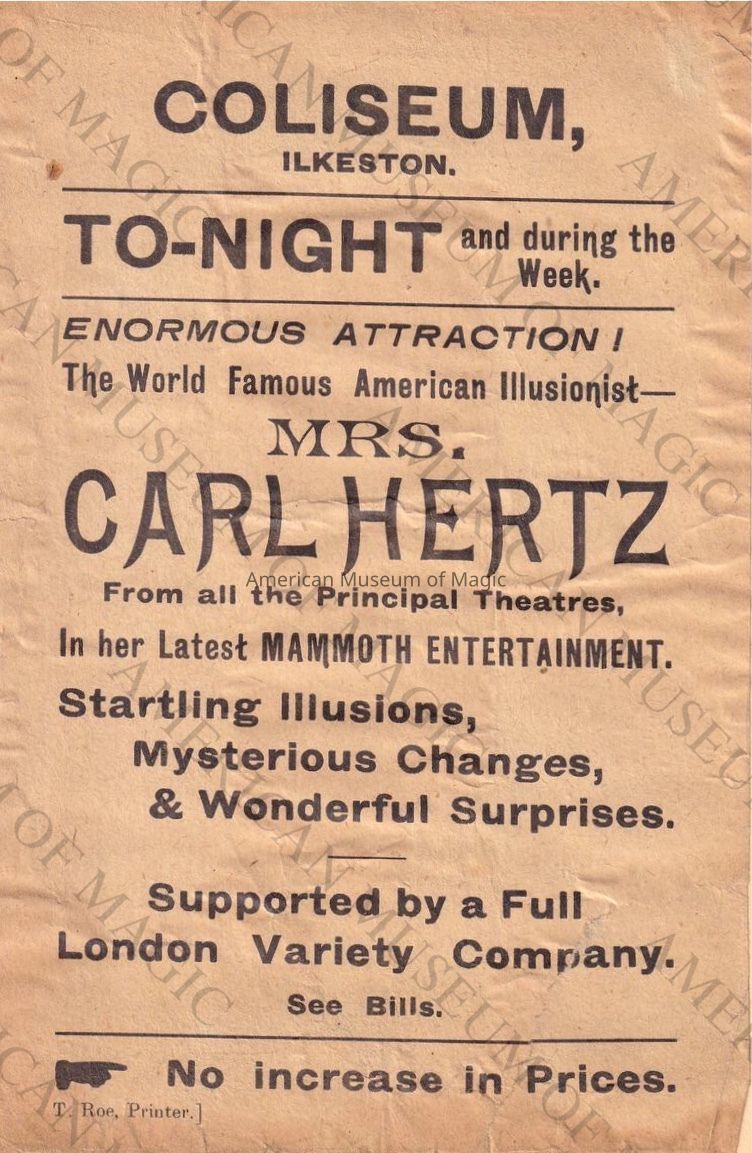 COLISEUM,
ILKESTON.
TO-NIGHT and during the
Week.
ENORMOUS ATTRACTION!
The World Famous American Illusionist—
MRS.
CARL HERTZ
American Museum of Magic
From all the Principal Theatres,
In her Latest MAMMOTH ENTERTAINMENT.
Startling Illusions,
Mysterious Changes,
& Wonderful Surprises.
Supported by a Full
London Variety Company.
See Bills.
No increase in Prices.
T. Roe, Printer.]